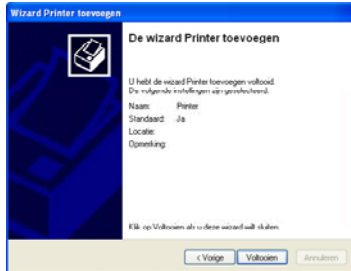 Wizard Printer toevoegen
De wizard Printer toevoegen
U hebt de wizard Printer toevoegen voltooid.
De volgende instellingen zijn geselecteerd:
Naam: Printer
Standaard: Ja
Locatie:
Opmerking:
Klik op Voltooien als u deze wizard wilt sluiten.
< Vorige
Voltooien
Annuleren